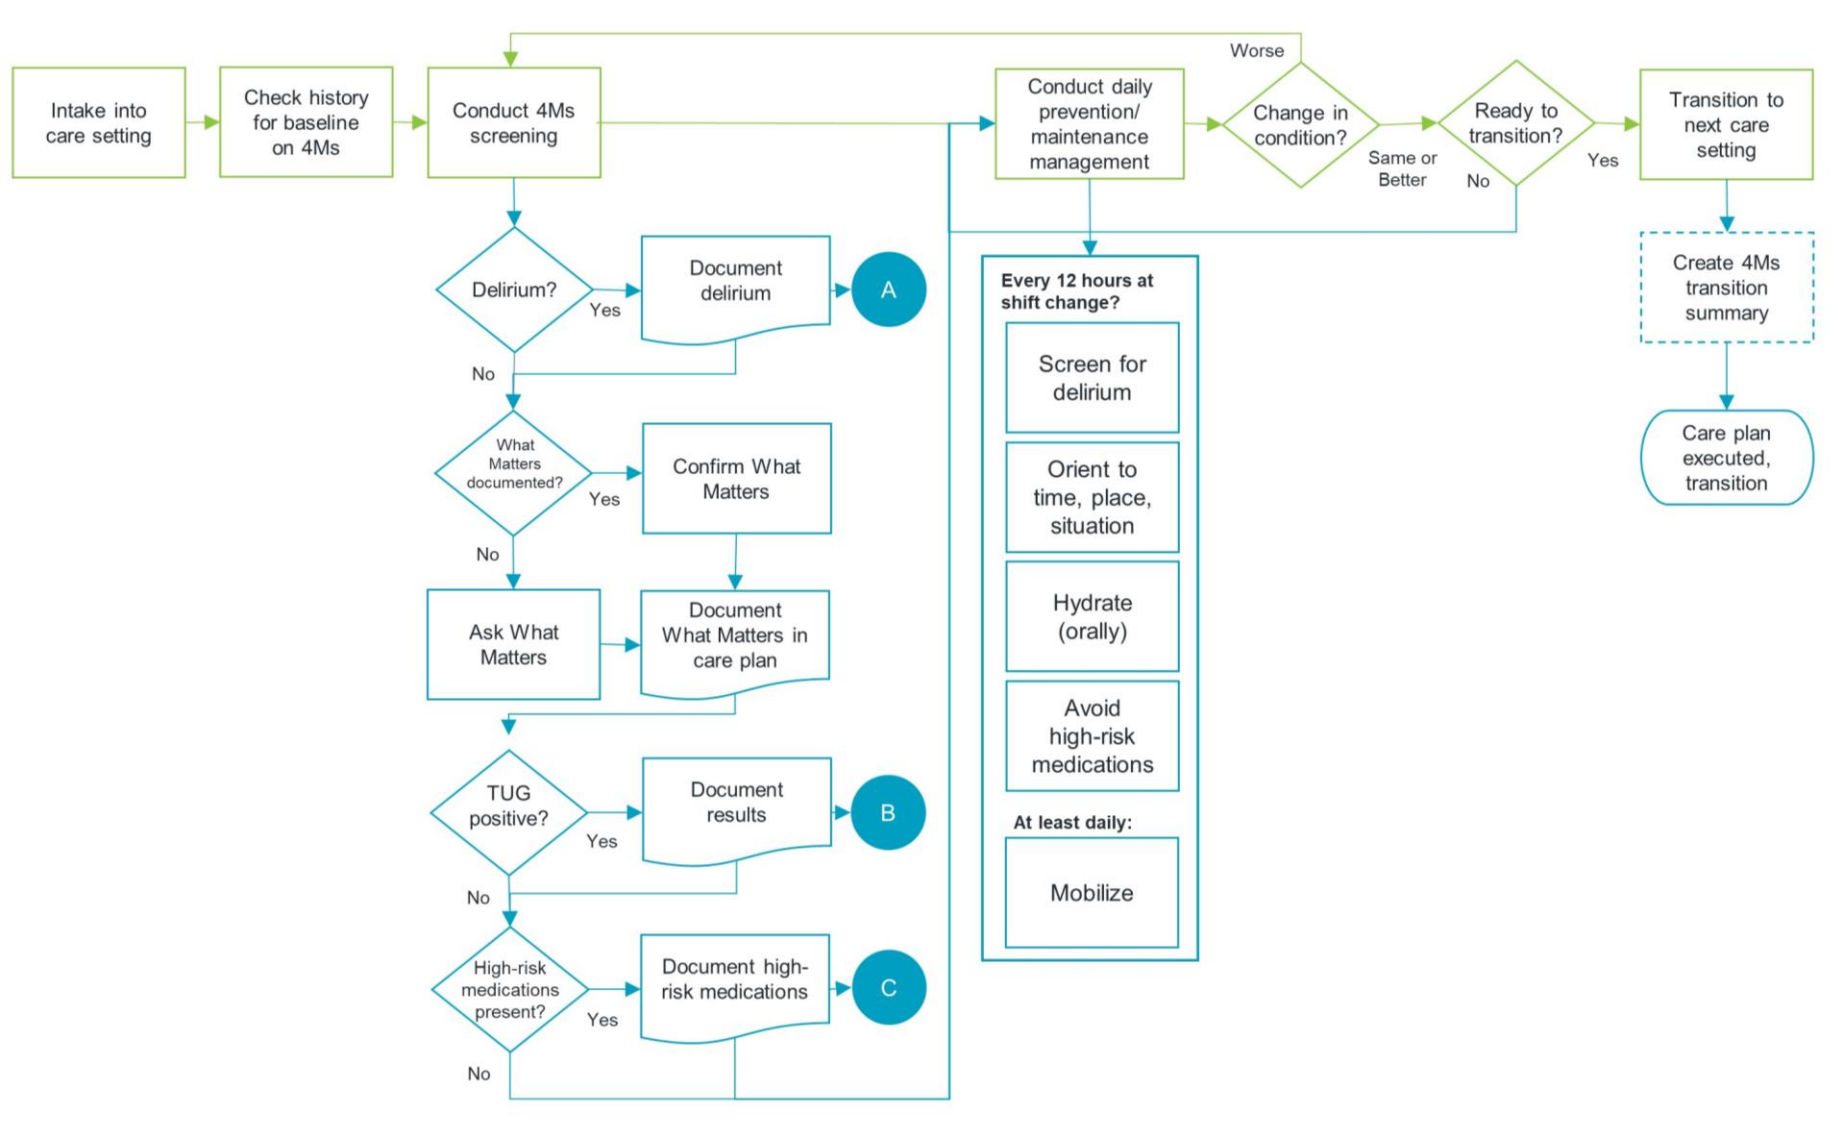 Intake into
care setting
Check history
for baseline
on 4Ms
Conduct 4Ms
screening
Conduct daily
prevention/
maintenance
management
Worse
Change in
condition?
Same or
Better
Ready to
transition?
No
Yes
Transition to
next care
setting
Delirium?
Yes
No
Document
delirium
A
What
Matters
documented?
Yes
No
Confirm What
Matters
Ask What
Matters
Document
What Matters in
care plan
TUG
positive?
Yes
No
Document
results
B
High-risk
medications
present?
Yes
No
Document high-
risk medications
C
Every 12 hours at
shift change?
Screen for
delirium
Orient to
time, place,
situation
Hydrate
(orally)
Avoid
high-risk
medications
At least daily:
Mobilize
Create 4Ms
transition
summary
Care plan
executed,
transition